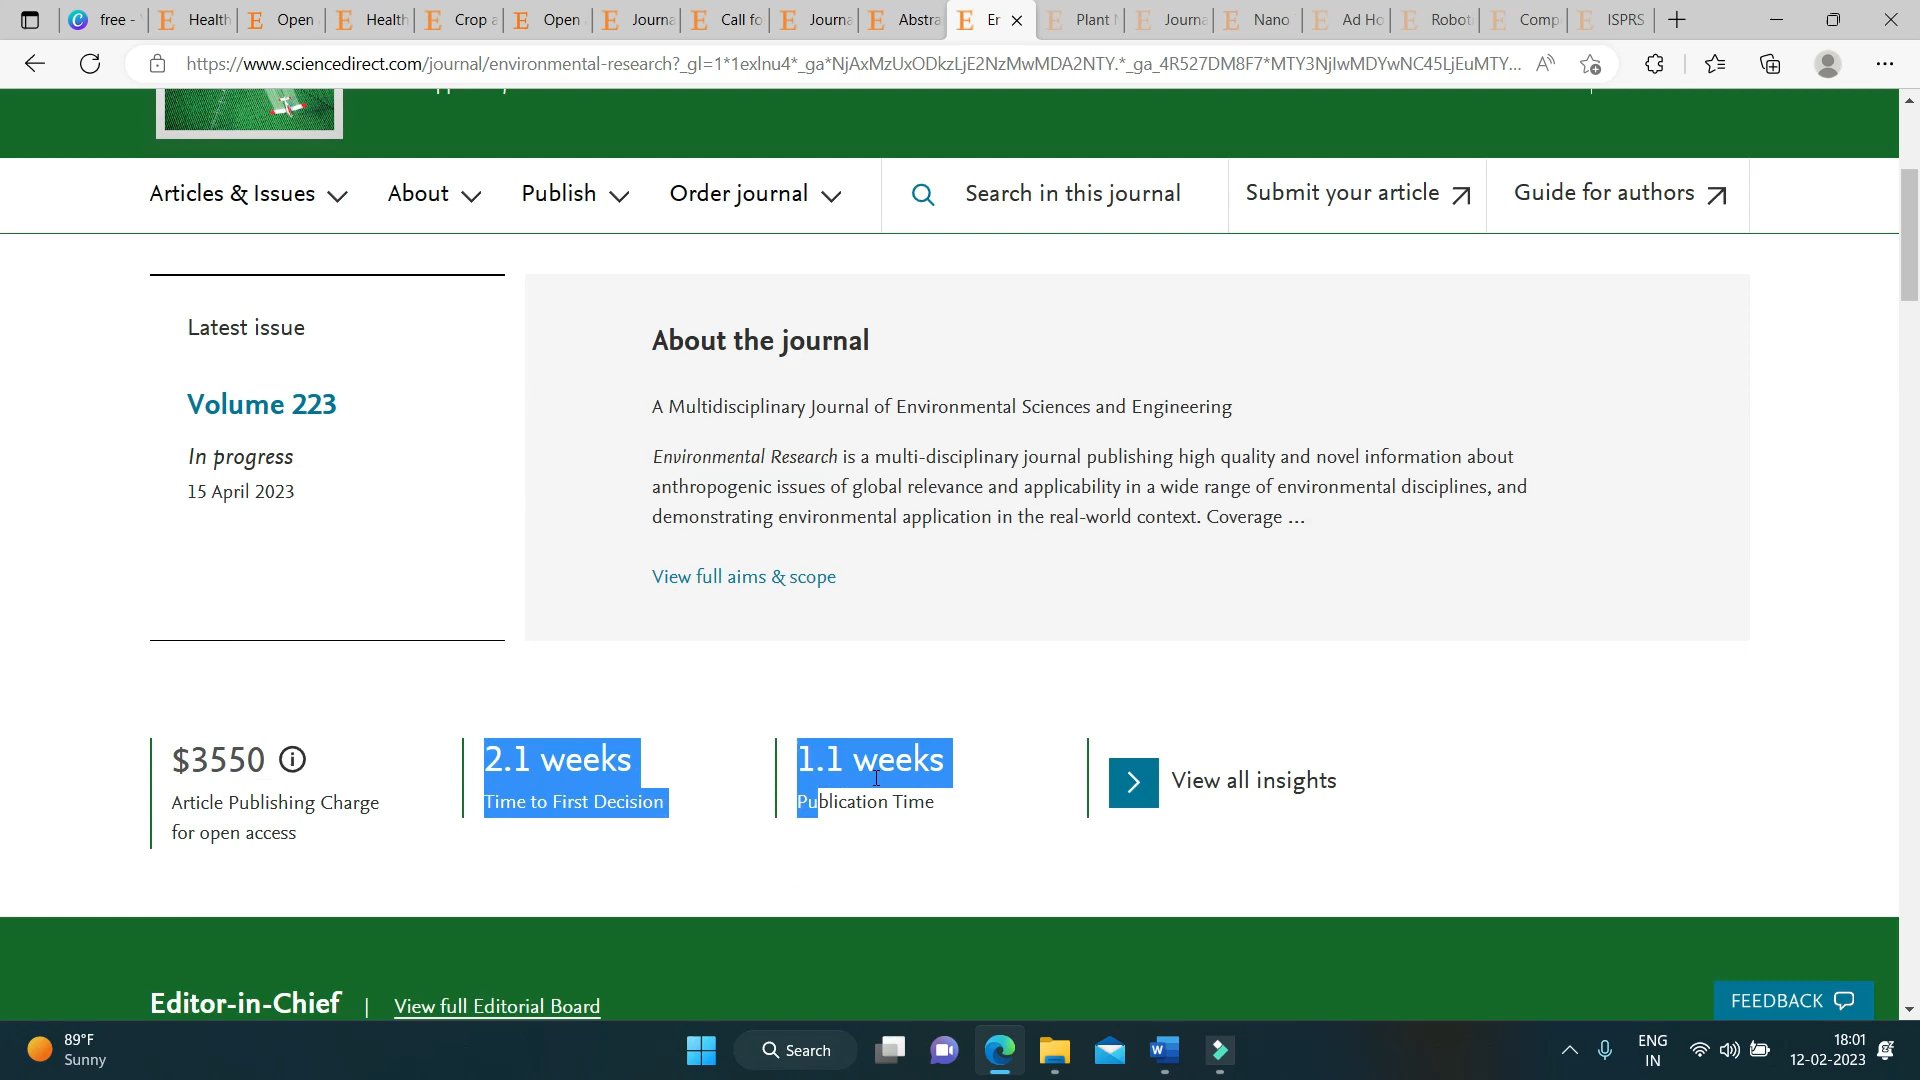 free -
Health
Open
Health
Crop a
Open
Journa
Call fo
Journa
Abstra
Er
Plant
Journa
Nano
Ad Ho
Robot
Comp
ISPRS
https://www.sciencedirect.com/journal/environmental-research?_gl=1*1exlnu4*_ga*NjAxMzUxODkzLjE2NzMwMDA2NTY.*_ga_4R527DM8F7*MTY3NjIwMDYwNC45LjEuMTY...
Articles & Issues About Publish Order journal Search in this journal Submit your article Guide for authors
Latest issue
Volume 223
In progress
15 April 2023
About the journal
A Multidisciplinary Journal of Environmental Sciences and Engineering
Environmental Research is a multi-disciplinary journal publishing high quality and novel information about
anthropogenic issues of global relevance and applicability in a wide range of environmental disciplines, and
demonstrating environmental application in the real-world context. Coverage ...
View full aims & scope
$3550
Article Publishing Charge
for open access
2.1 weeks
Time to First Decision
1.1 weeks
Publication Time
View all insights
Editor-in-Chief | View full Editorial Board
FEEDBACK
89°F
Sunny
Search
ENG
IN
18:01
12-02-2023